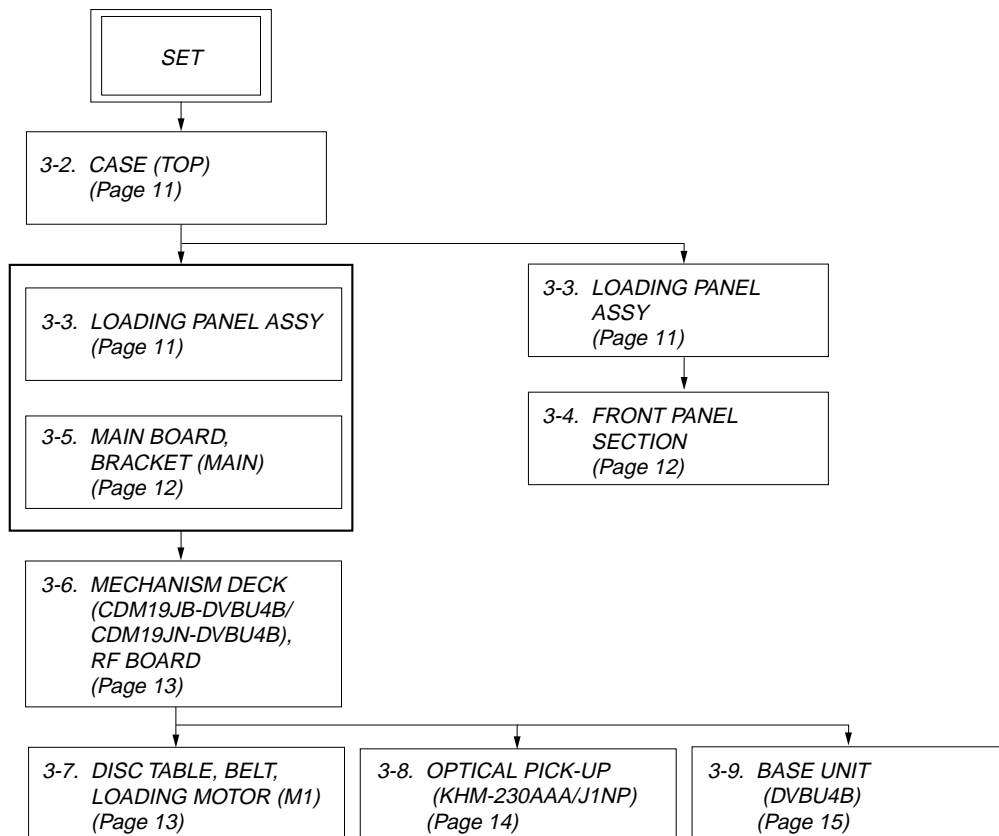 SET
3-2. CASE (TOP)
(Page 11)
3-3. LOADING PANEL ASSY
(Page 11)
3-5. MAIN BOARD,
BRACKET (MAIN)
(Page 12)
3-3. LOADING PANEL
ASSY
(Page 11)
3-4. FRONT PANEL
SECTION
(Page 12)
3-6. MECHANISM DECK
(CDM19JB-DVBU4B/
CDM19JN-DVBU4B),
RF BOARD
(Page 13)
3-7. DISC TABLE, BELT,
LOADING MOTOR (M1)
(Page 13)
3-8. OPTICAL PICK-UP
(KHM-230AAA/J1NP)
(Page 14)
3-9. BASE UNIT
(DVBU4B)
(Page 15)